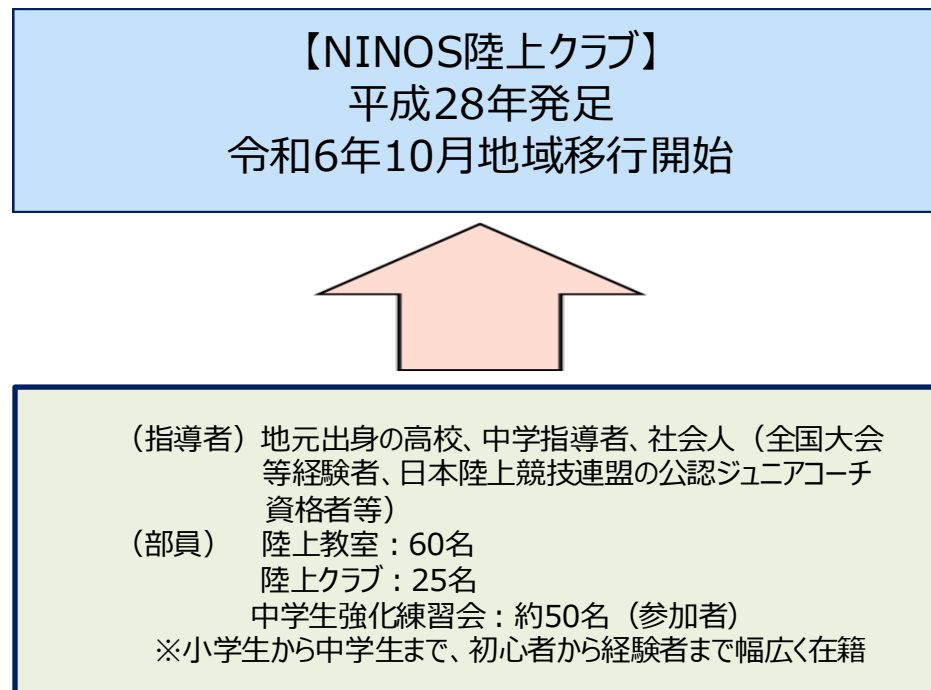 【NINOS陸上クラブ】
平成28年発足
令和6年10月地域移行開始
（指導者）地元出身の高校、中学指導者、社会人（全国大会
等経験者、日本陸上競技連盟の公認ジュニアコーチ
資格者等）
（部員）　陸上教室：60名
陸上クラブ：25名
中学生強化練習会：約50名（参加者）
※小学生から中学生まで、初心者から経験者まで幅広く在籍